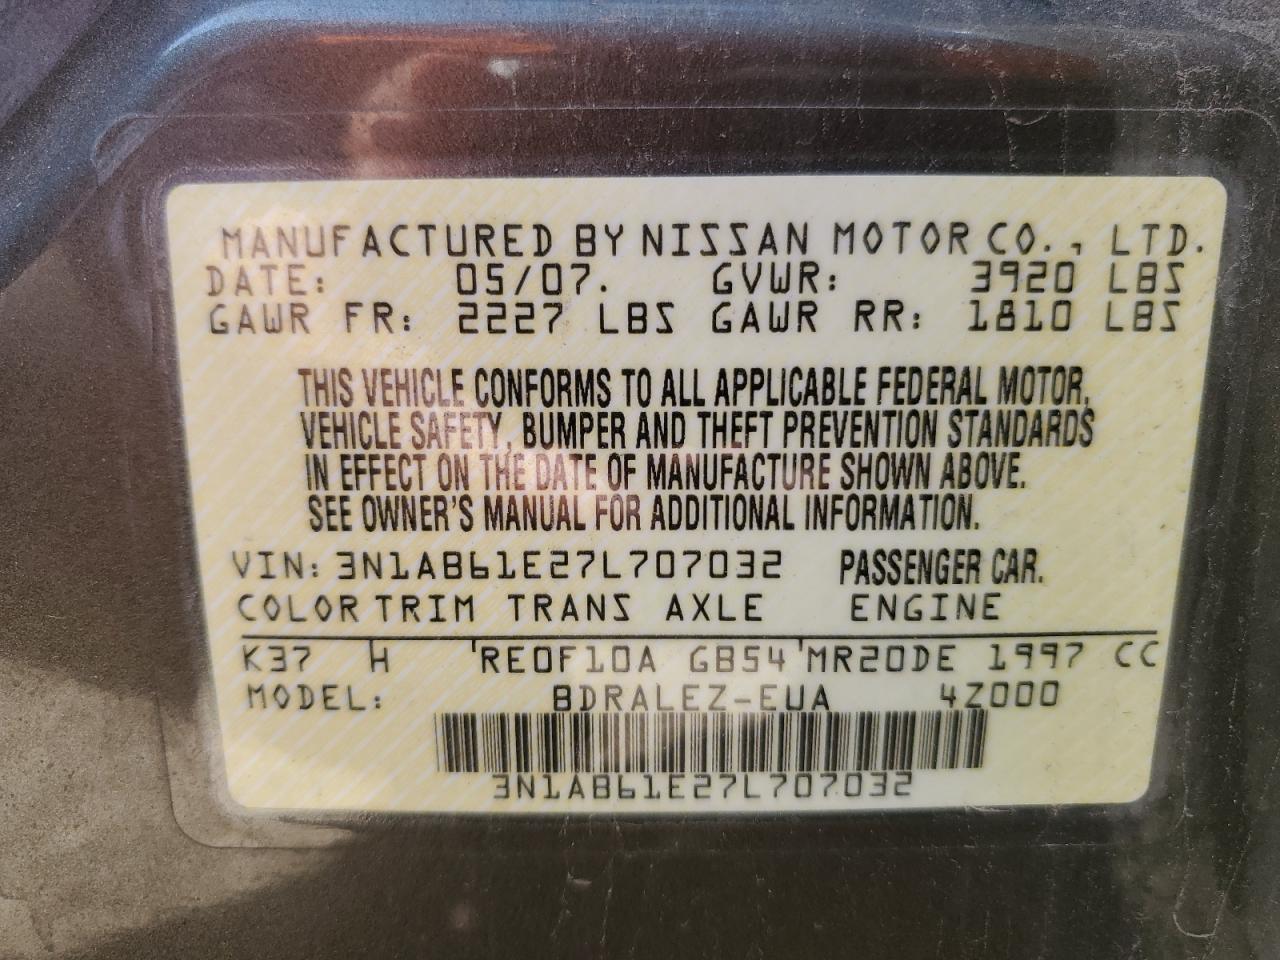 MANUFACTURED BY NISSAN MOTOR CO., LTD.
DATE: 05/07. GVWR: 3920 LBS
GAWR FR: 2227 LBS GAWR RR: 1810 LBS
THIS VEHICLE CONFORMS TO ALL APPLICABLE FEDERAL MOTOR,
VEHICLE SAFETY, BUMPER AND THEFT PREVENTION STANDARDS
IN EFFECT ON THE DATE OF MANUFACTURE SHOWN ABOVE.
SEE OWNER'S MANUAL FOR ADDITIONAL INFORMATION.
VIN: 3N1AB61E27L707032 PASSENGER CAR.
COLOR TRIM TRANS AXLE ENGINE
K37 H 'RE0F10A GB54'MR20DE 1997 CC
MODEL: BDRALEZ-EUA 4Z000
3N1AB61E27L707032